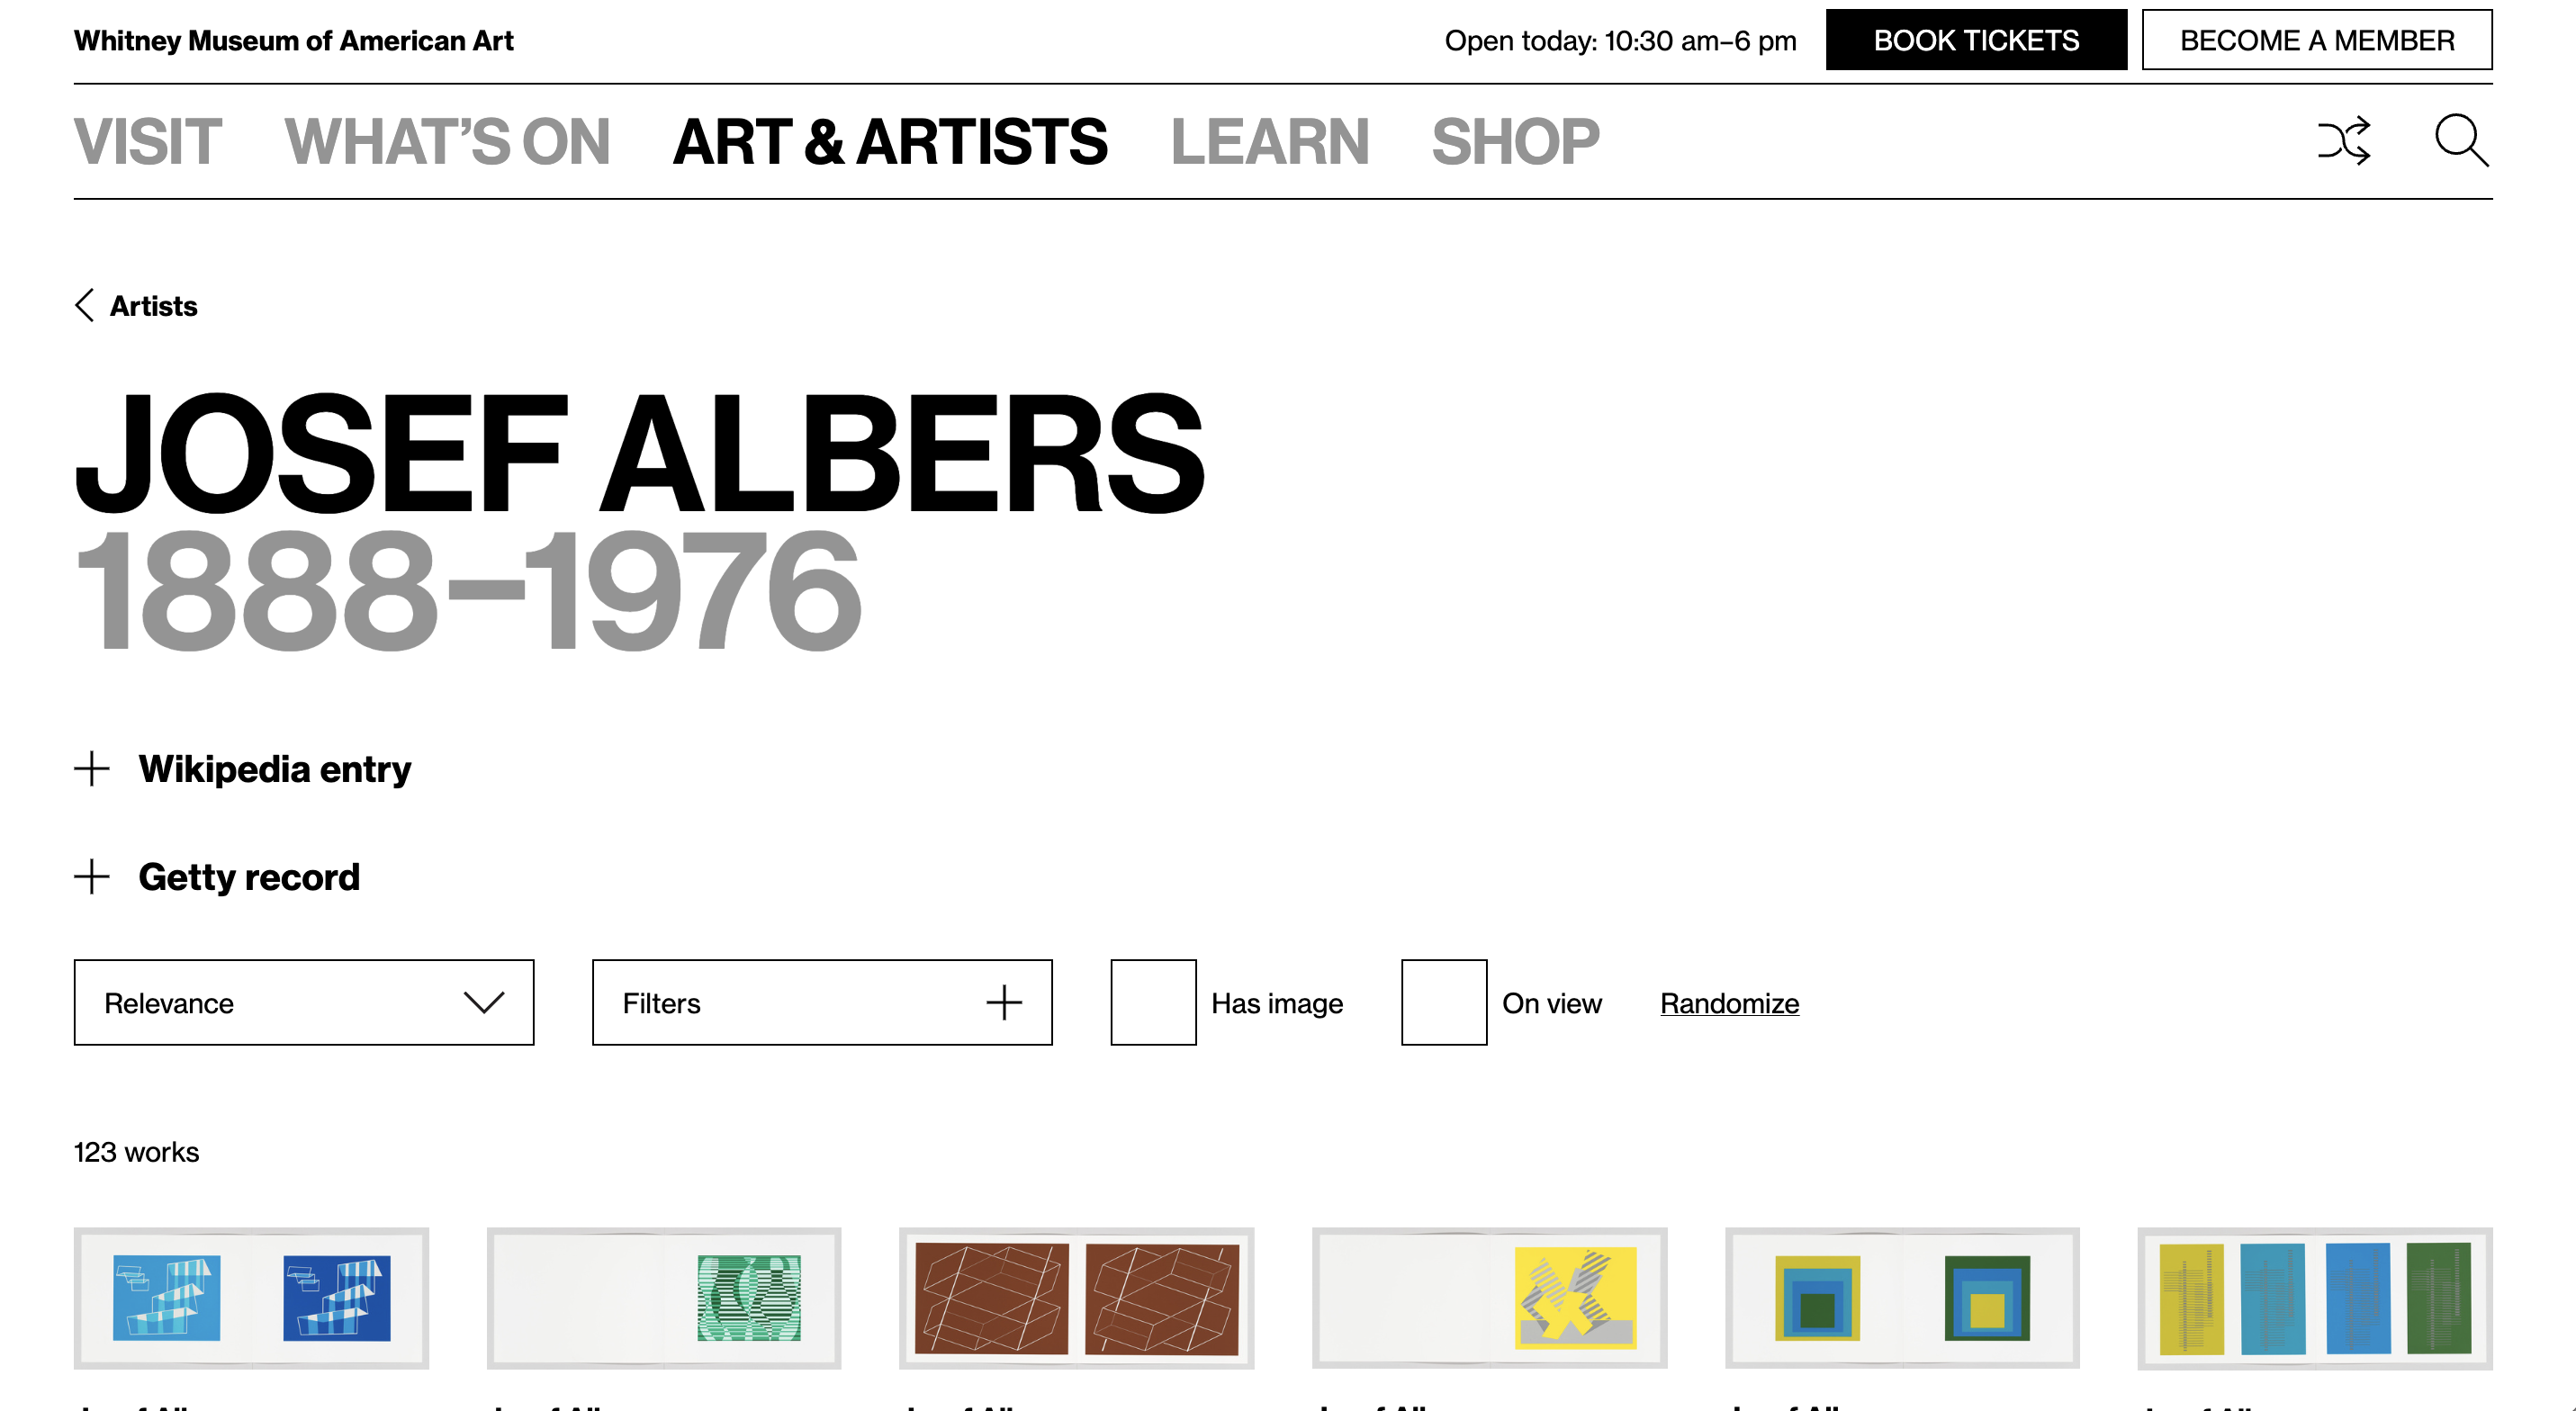 Whitney Museum of American Art
Open today: 10:30 am–6 pm
BOOK TICKETS
BECOME A MEMBER
VISIT
WHAT’S ON
ART & ARTISTS
LEARN
SHOP
Artists
JOSEF ALBERS
1888–1976
Wikipedia entry
Getty record
Relevance
Filters
Has image
On view
Randomize
123 works